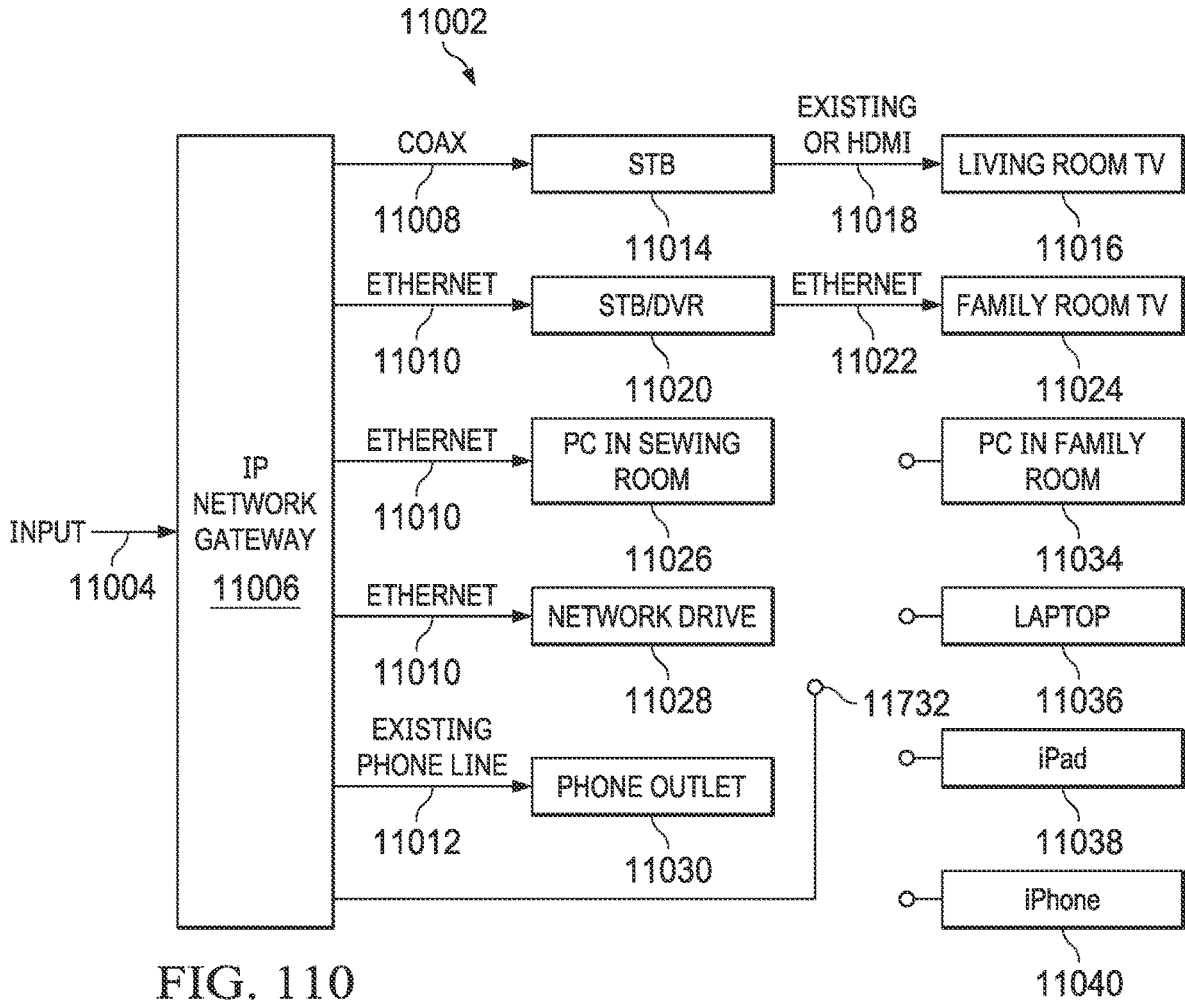 11002
COAX
11008
STB
11014
EXISTING
OR HDMI
11018
LIVING ROOM TV
11016
ETHERNET
11010
STB/DVR
11020
ETHERNET
11022
FAMILY ROOM TV
11024
ETHERNET
11010
PC IN SEWING
ROOM
11026
PC IN FAMILY
ROOM
11034
INPUT
11004
IP
NETWORK
GATEWAY
11006
ETHERNET
11010
NETWORK DRIVE
11028
LAPTOP
11036
11732
EXISTING
PHONE LINE
11012
PHONE OUTLET
11030
iPad
11038
iPhone
11040
FIG. 110